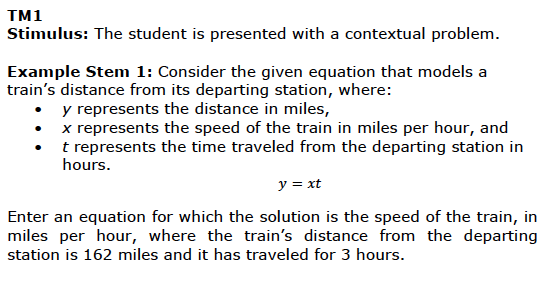 TM1
Stimulus: The student is presented with a contextual problem.
Example Stem 1: Consider the given equation that models a
train’s distance from its departing station, where:
• y represents the distance in miles,
• x represents the speed of the train in miles per hour, and
• t represents the time traveled from the departing station in
hours.
y = xt
Enter an equation for which the solution is the speed of the train, in
miles per hour, where the train’s distance from the departing
station is 162 miles and it has traveled for 3 hours.